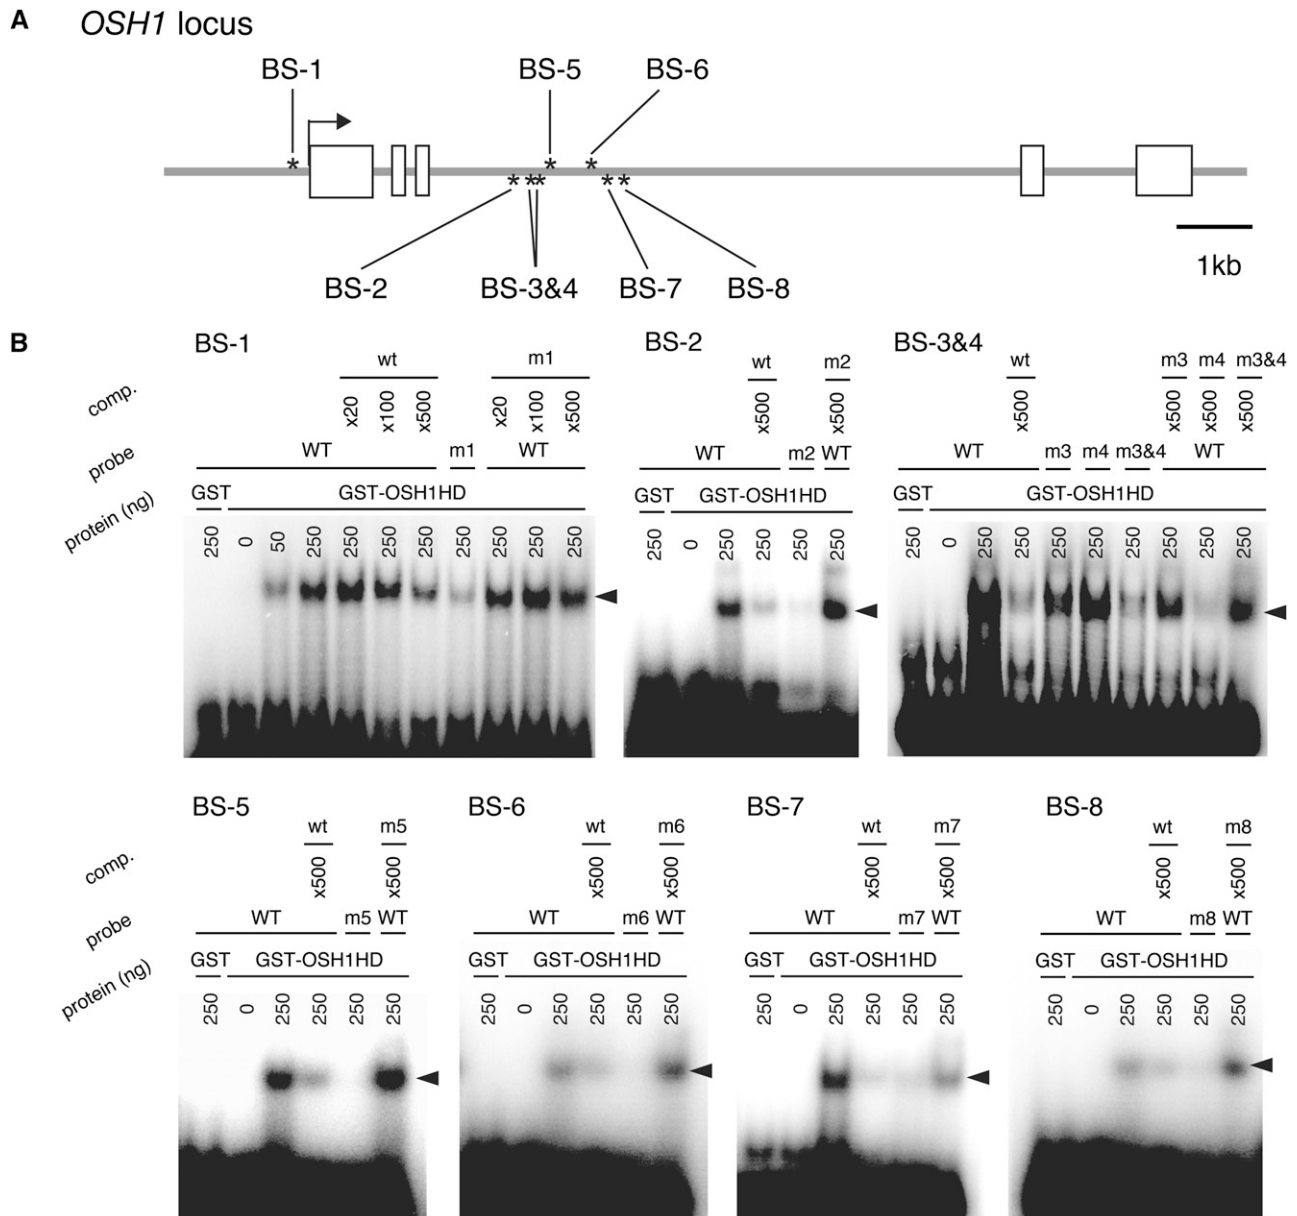 A OSH1 locus
BS-1 BS-5 BS-6
* * *
* ** * *
BS-2 BS-3&4 BS-7 BS-8
1kb
B BS-1 BS-2 BS-3&4
comp. wt m1 wt m2 wt m3 m4 m3&4
x20 x100 x500 x20 x100 x500 x500 x500 x500 x500 x500 x500
probe WT m1 WT WT m2 WT WT m3 m4 m3&4 WT
protein (ng) GST GST-OSH1HD GST GST-OSH1HD GST GST-OSH1HD
250 0 50 250 250 250 250 250 250 250 250 250 0 250 250 250 250 250 0 250 250 250 250 250 250 250 250
BS-5 BS-6 BS-7 BS-8
comp. wt m5 wt m6 wt m7 wt m8
x500 x500 x500 x500 x500 x500 x500 x500
probe WT m5 WT WT m6 WT WT m7 WT WT m8 WT
protein (ng) GST GST-OSH1HD GST GST-OSH1HD GST GST-OSH1HD GST GST-OSH1HD
250 0 250 250 250 250 250 0 250 250 250 250 250 0 250 250 250 250 250 0 250 250 250 250